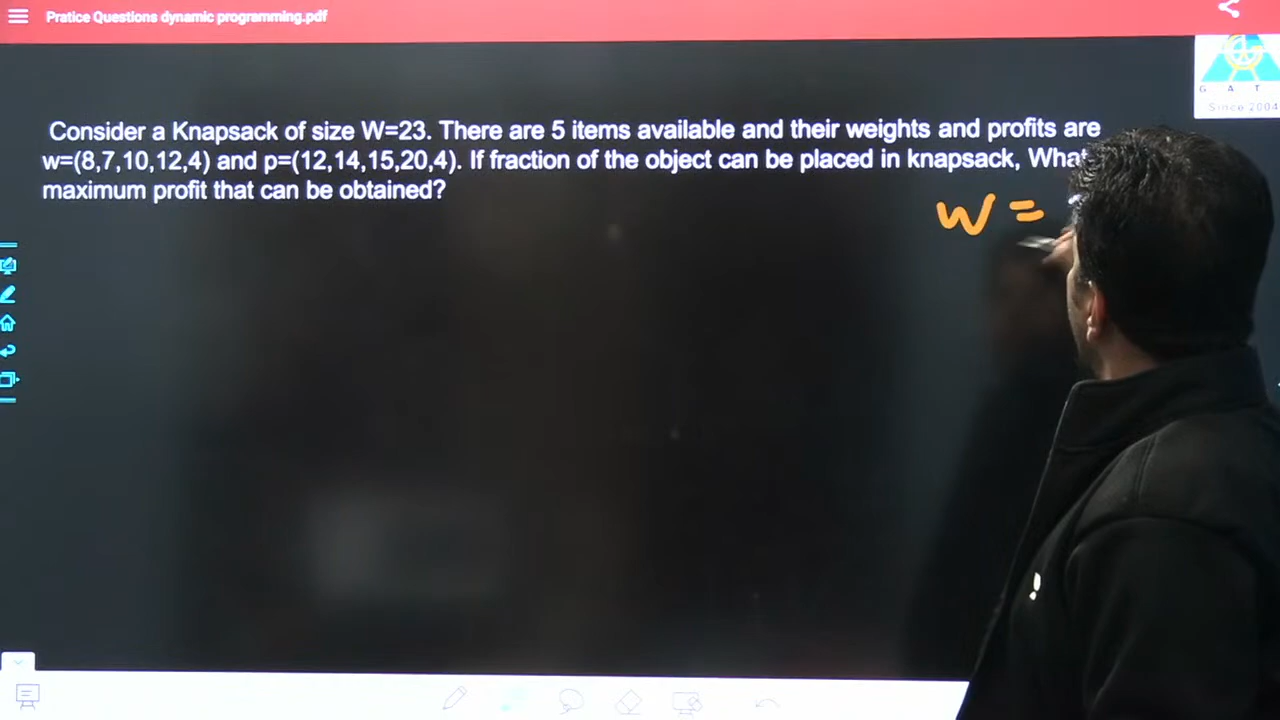 Pratice Questions dynamic programming.pdf
G A T
Since 2004
Consider a Knapsack of size W=23. There are 5 items available and their weights and profits are
w=(8,7,10,12,4) and p=(12,14,15,20,4). If fraction of the object can be placed in knapsack, What
maximum profit that can be obtained?
W =